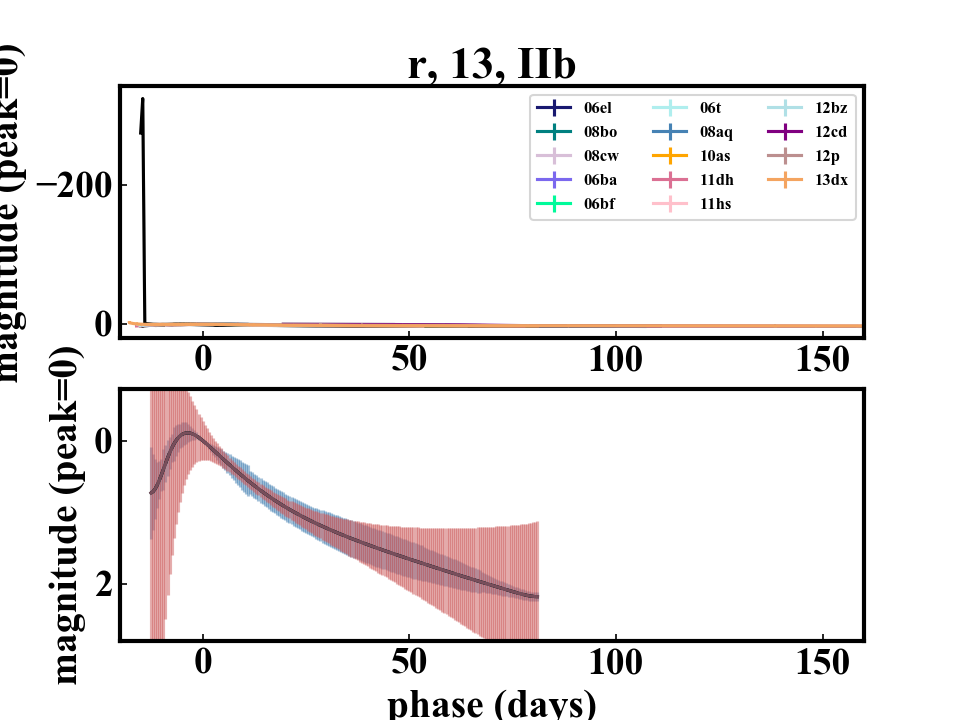 r, 13, IIb
magnitude (peak=0)
−200
0
06el
08bo
08cw
06ba
06bf
06t
08aq
10as
11dh
11hs
12bz
12cd
12p
13dx
0 50 100 150
magnitude (peak=0)
0
2
0 50 100 150
phase (days)